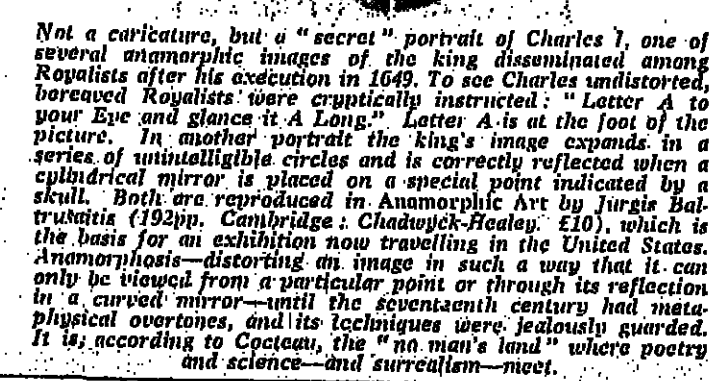 Not a caricature, but a "secret" portrait of Charles I, one of
several anamorphic images of the king disseminated among
Royalists after his execution in 1649. To see Charles undistorted,
bereaved Royalists were cryptically instructed: "Letter A to
your Eye and glance it A Long." Letter A is at the foot of the
picture. In another portrait the king's image expands in a
series of unintelligible circles and is correctly reflected when a
cylindrical mirror is placed on a special point indicated by a
skull. Both are reproduced in Anamorphic Art by Jurgis Bal-
trusaitis (192pp. Cambridge: Chadwyck-Healey. £10), which is
the basis for an exhibition now travelling in the United States.
Anamorphosis—distorting an image in such a way that it can
only be viewed from a particular point or through its reflection
in a curved mirror—until the seventeenth century had meta-
physical overtones, and its techniques were jealously guarded.
It is, according to Cocteau, the "no man's land" where poetry
and science—and surrealism—meet.